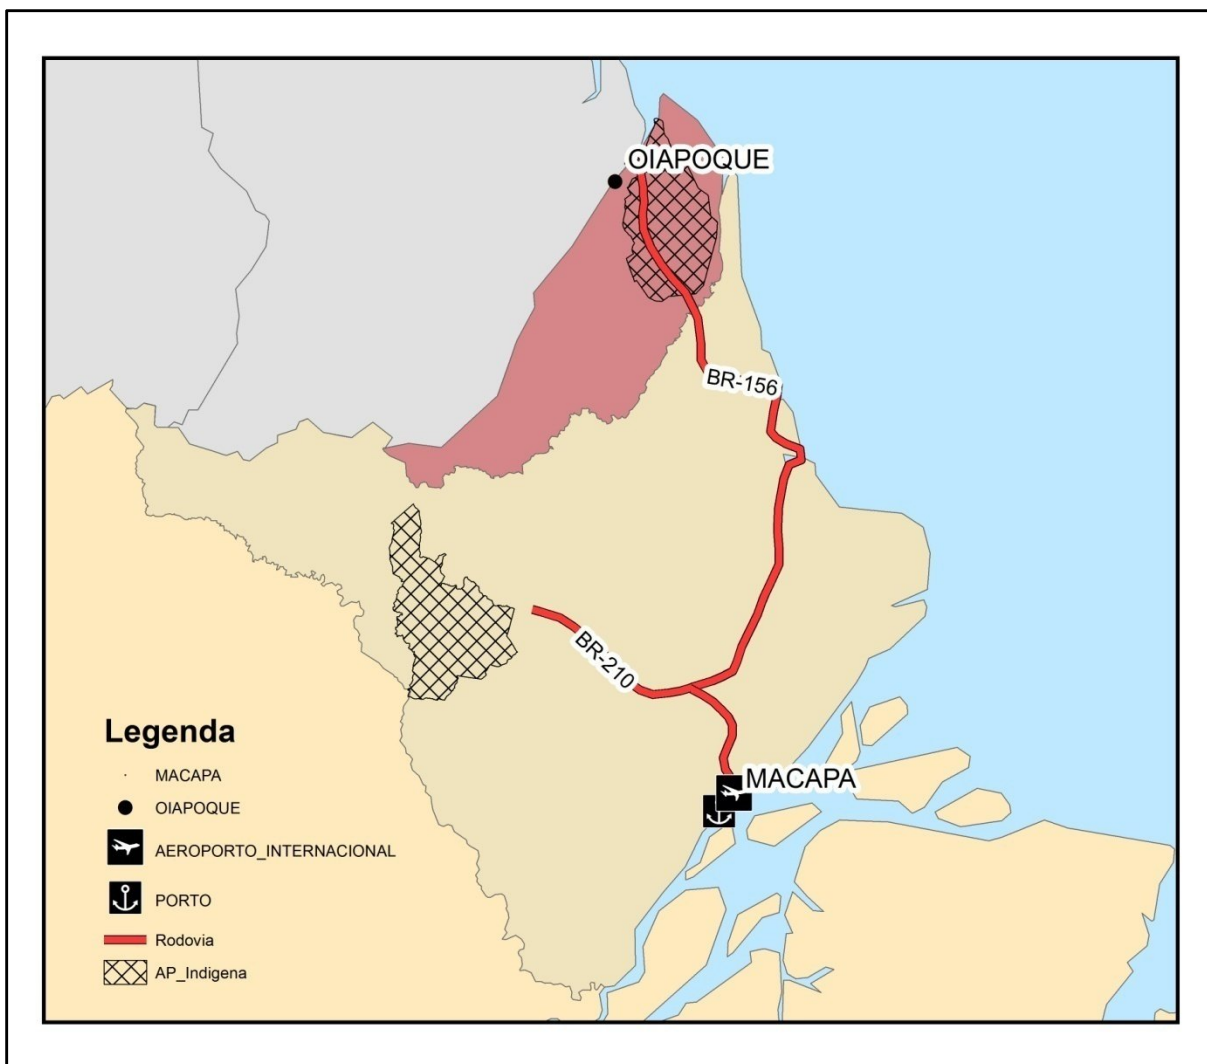 OIAPOQUE
BR-156
BR-210
MACAPA
Legenda
MACAPA
OIAPOQUE
AEROPORTO_INTERNACIONAL
PORTO
Rodovia
AP_Indigena